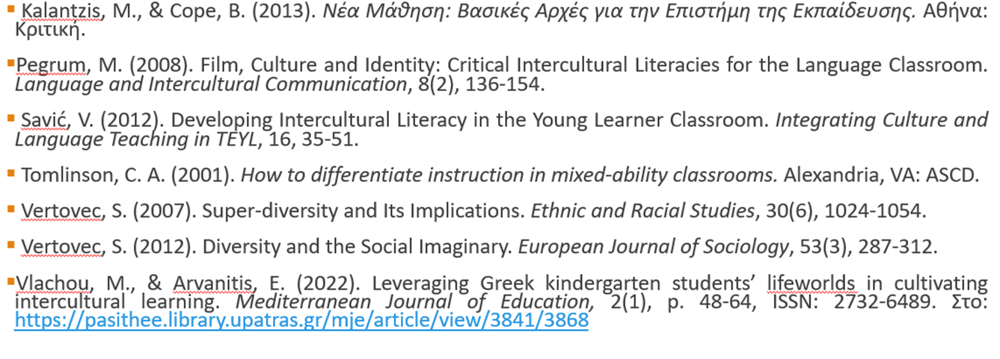 ▪ Kalantzis, M., & Cope, B. (2013). Νέα Μάθηση: Βασικές Αρχές για την Επιστήμη της Εκπαίδευσης. Αθήνα:
Κριτική.
▪Pegrum, M. (2008). Film, Culture and Identity: Critical Intercultural Literacies for the Language Classroom.
Language and Intercultural Communication, 8(2), 136-154.
▪ Savić, V. (2012). Developing Intercultural Literacy in the Young Learner Classroom. Integrating Culture and
Language Teaching in TEYL, 16, 35-51.
▪ Tomlinson, C. A. (2001). How to differentiate instruction in mixed-ability classrooms. Alexandria, VA: ASCD.
▪ Vertovec, S. (2007). Super-diversity and Its Implications. Ethnic and Racial Studies, 30(6), 1024-1054.
▪ Vertovec, S. (2012). Diversity and the Social Imaginary. European Journal of Sociology, 53(3), 287-312.
▪Vlachou, M., & Arvanitis, E. (2022). Leveraging Greek kindergarten students’ lifeworlds in cultivating
intercultural learning. Mediterranean Journal of Education, 2(1), p. 48-64, ISSN: 2732-6489. Στο:
https://pasithee.library.upatras.gr/mje/article/view/3841/3868